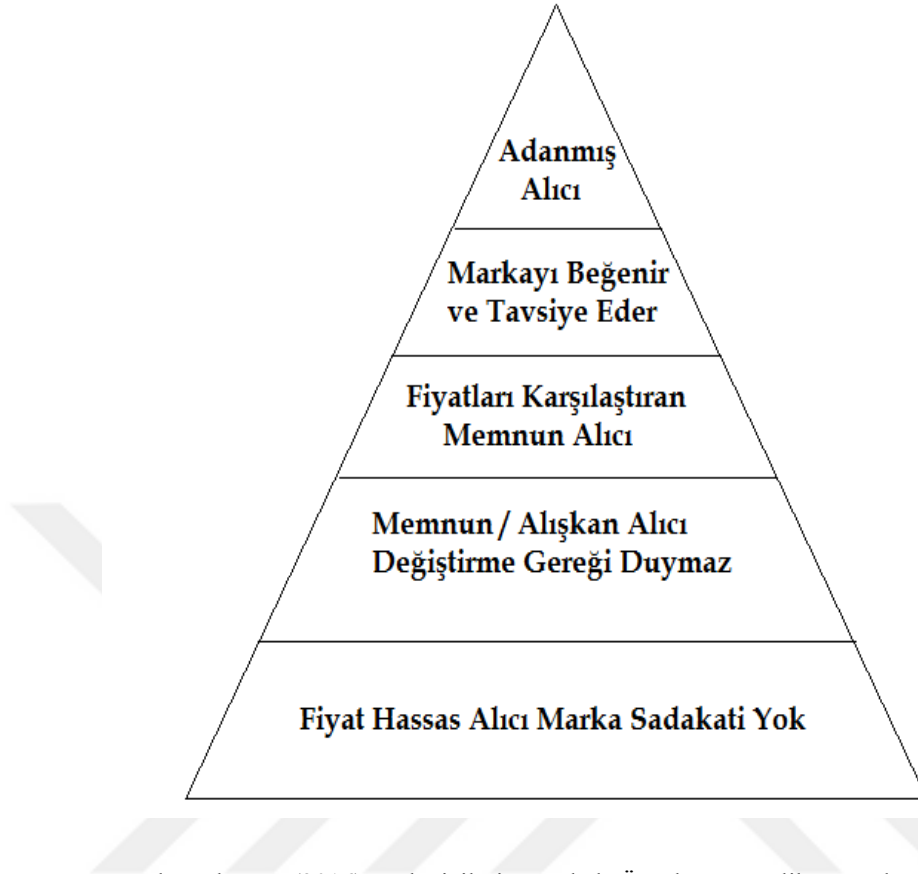 Adanmış
Alıcı
Markayı Beğenir
ve Tavsiye Eder
Fiyatları Karşılaştıran
Memnun Alıcı
Memnun / Alışkan Alıcı
Değiştirme Gereği Duymaz
Fiyat Hassas Alıcı Marka Sadakati Yok